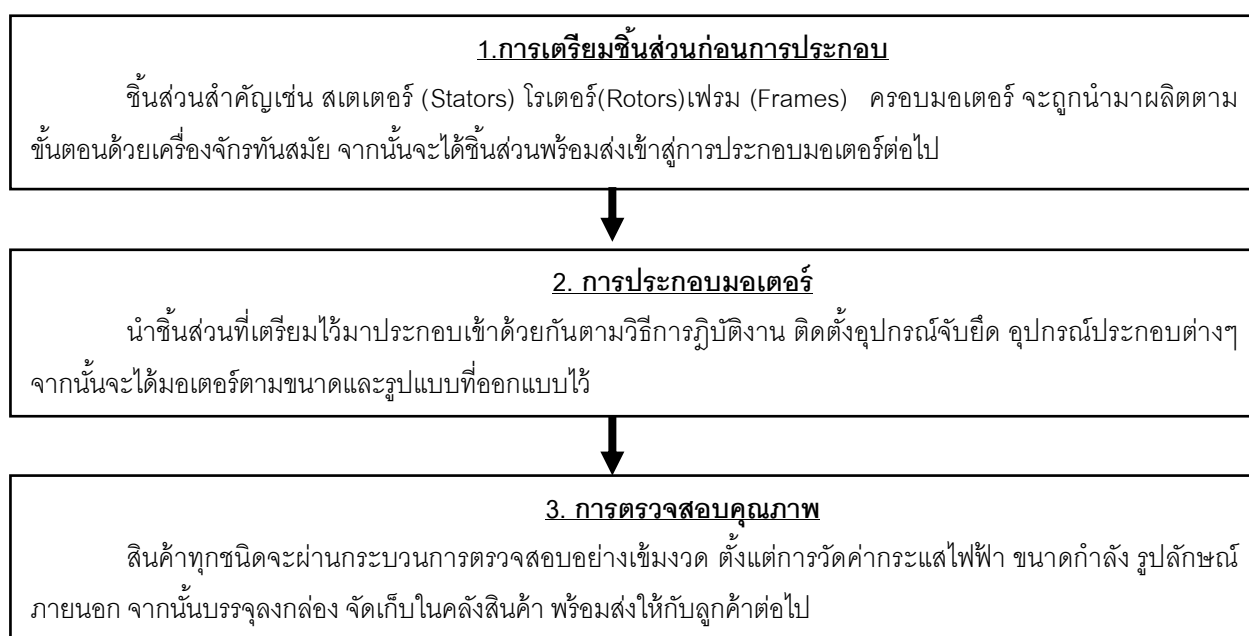 1.การเตรียมชิ้นส่วนก่อนการประกอบ
ชิ้นส่วนสำคัญเช่น สเตเตอร์ (Stators) โรเตอร์(Rotors)เฟรม (Frames) ครอบมอเตอร์ จะถูกนำมาผลิตตาม
ขั้นตอนด้วยเครื่องจักรทันสมัย จากนั้นจะได้ชิ้นส่วนพร้อมส่งเข้าสู่การประกอบมอเตอร์ต่อไป
2. การประกอบมอเตอร์
นำชิ้นส่วนที่เตรียมไว้มาประกอบเข้าด้วยกันตามวิธีการฎิบัติงาน ติดตั้งอุปกรณ์จับยึด อุปกรณ์ประกอบต่างๆ
จากนั้นจะได้มอเตอร์ตามขนาดและรูปแบบที่ออกแบบไว้
3. การตรวจสอบคุณภาพ
สินค้าทุกชนิดจะผ่านกระบวนการตรวจสอบอย่างเข้มงวด ตั้งแต่การวัดค่ากระแสไฟฟ้า ขนาดกำลัง รูปลักษณ์
ภายนอก จากนั้นบรรจุลงกล่อง จัดเก็บในคลังสินค้า พร้อมส่งให้กับลูกค้าต่อไป